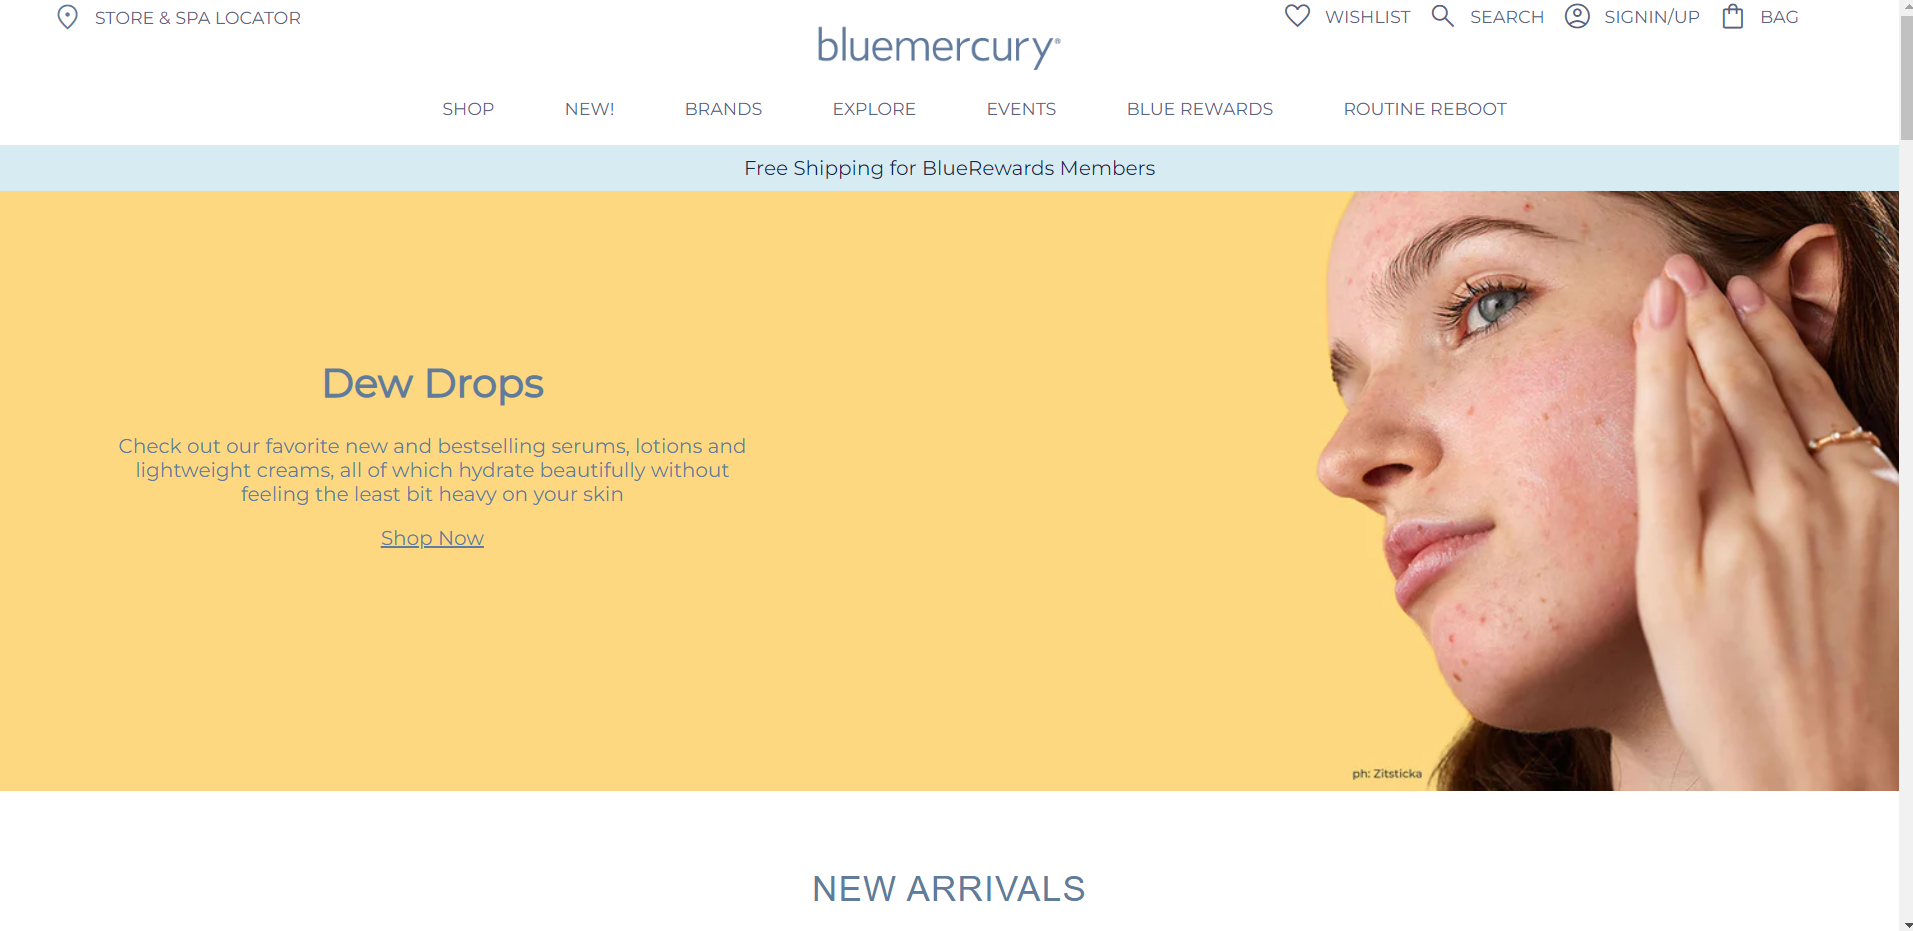 STORE & SPA LOCATOR
WISHLIST
SEARCH
SIGNIN/UP
BAG
bluemercury®
SHOP
NEW!
BRANDS
EXPLORE
EVENTS
BLUE REWARDS
ROUTINE REBOOT
Free Shipping for BlueRewards Members
Dew Drops
Check out our favorite new and bestselling serums, lotions and
lightweight creams, all of which hydrate beautifully without
feeling the least bit heavy on your skin
Shop Now
ph: Zitsticka
NEW ARRIVALS